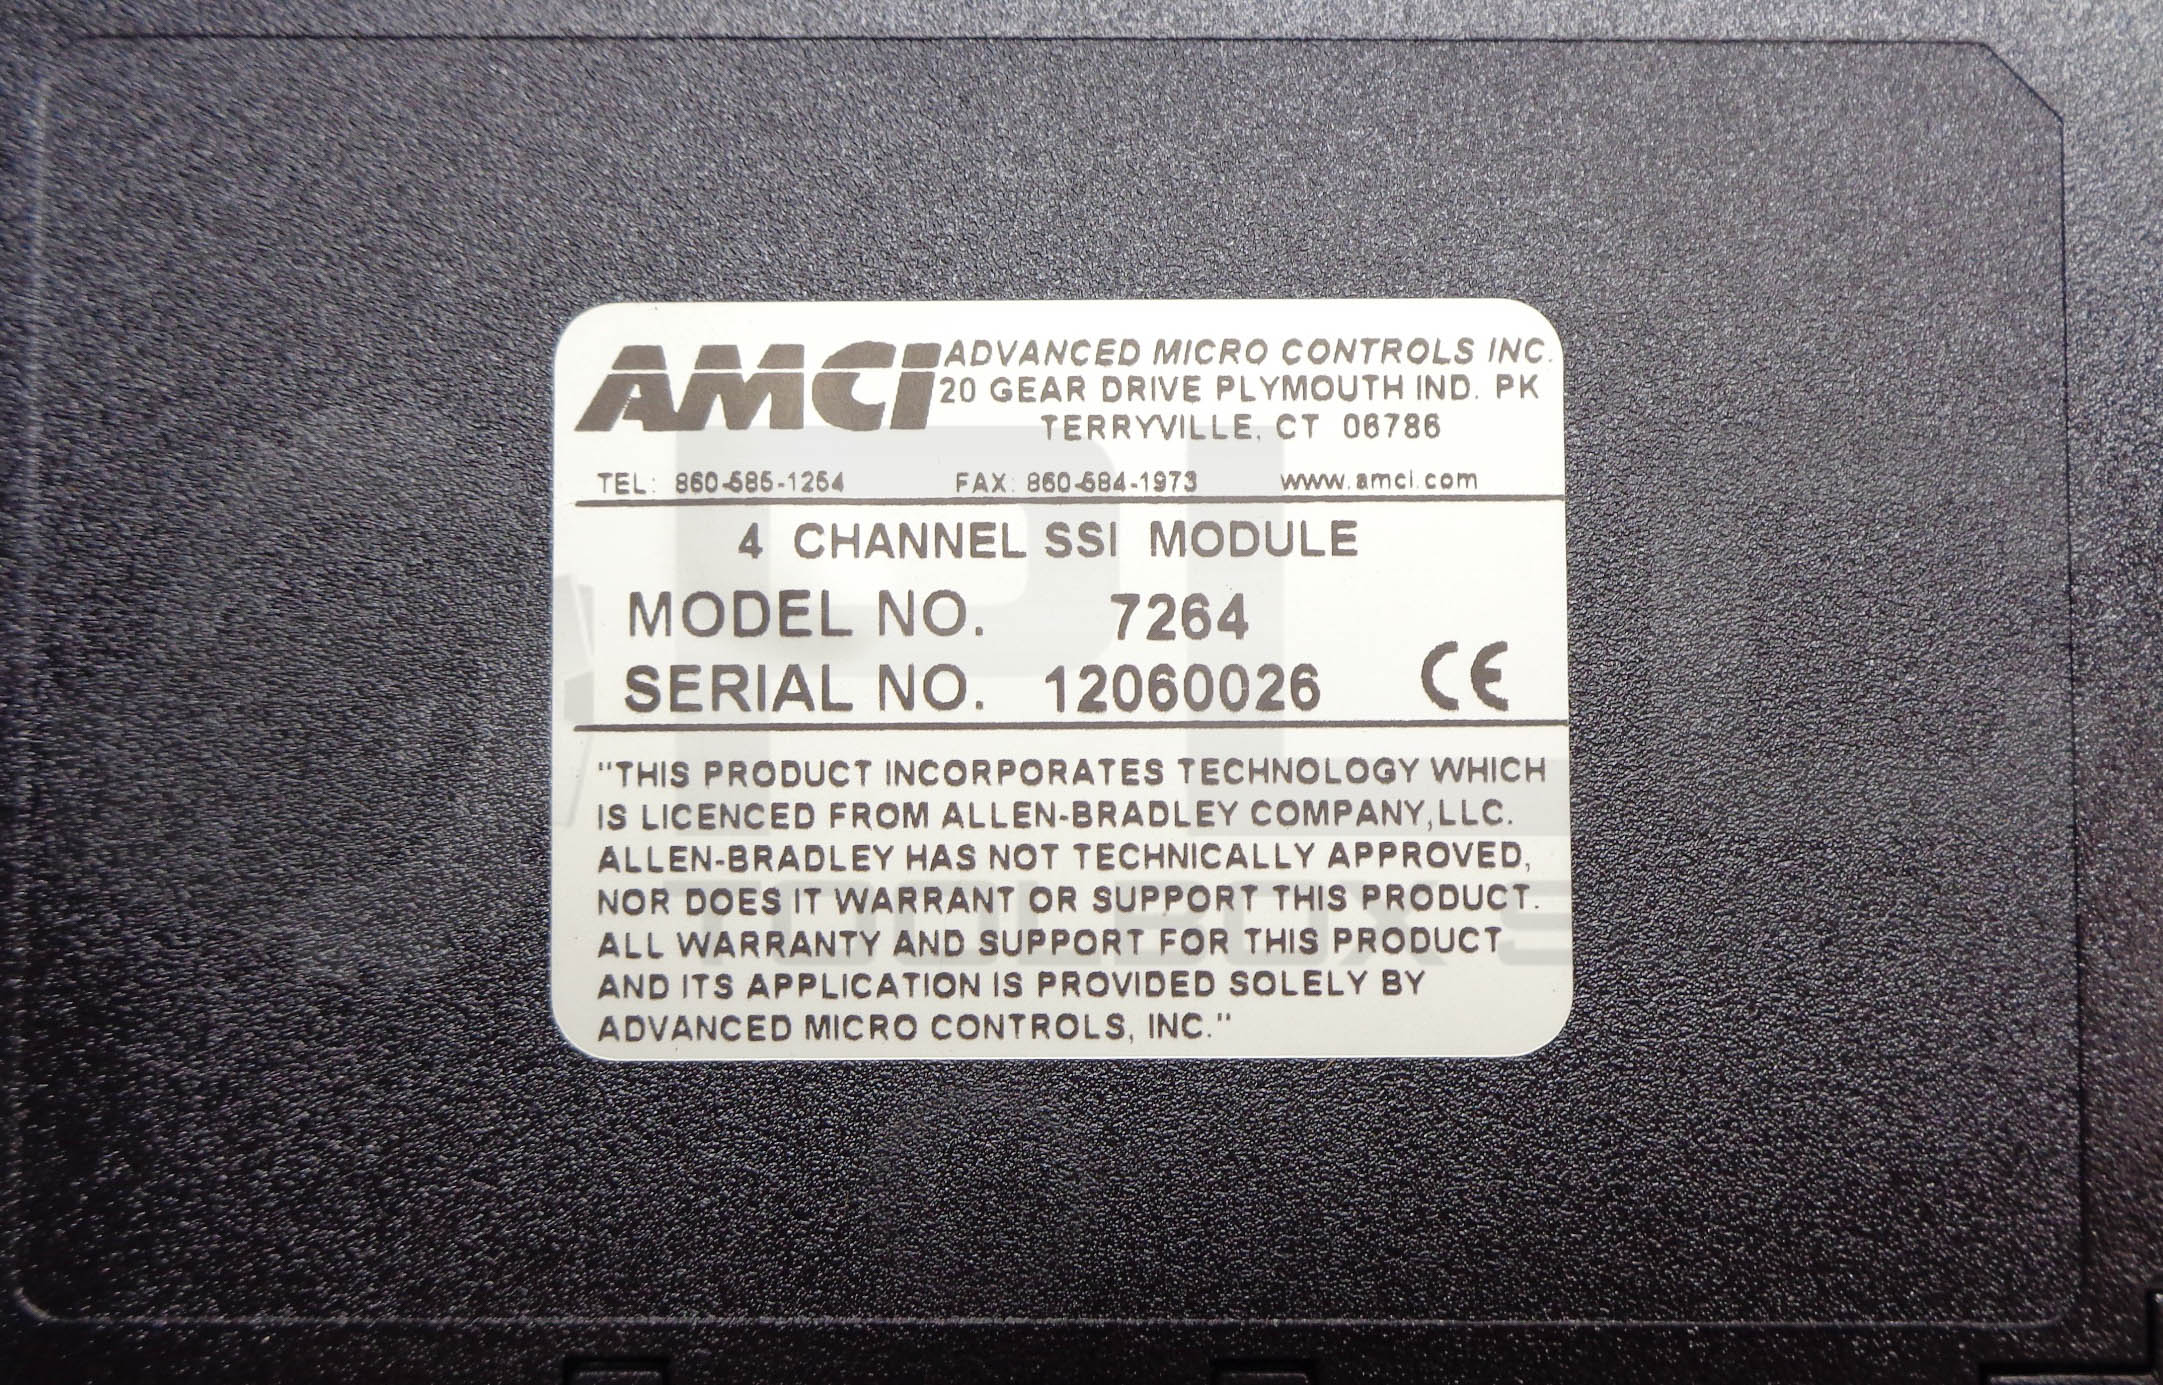 AMCI ADVANCED MICRO CONTROLS INC.
20 GEAR DRIVE PLYMOUTH IND. PK
TERRYVILLE, CT 06786
TEL: 860-585-1254 FAX: 860-584-1973 www.amci.com
4 CHANNEL SSI MODULE
MODEL NO. 7264
SERIAL NO. 12060026 CE
"THIS PRODUCT INCORPORATES TECHNOLOGY WHICH
IS LICENCED FROM ALLEN-BRADLEY COMPANY,LLC.
ALLEN-BRADLEY HAS NOT TECHNICALLY APPROVED,
NOR DOES IT WARRANT OR SUPPORT THIS PRODUCT.
ALL WARRANTY AND SUPPORT FOR THIS PRODUCT
AND ITS APPLICATION IS PROVIDED SOLELY BY
ADVANCED MICRO CONTROLS, INC."